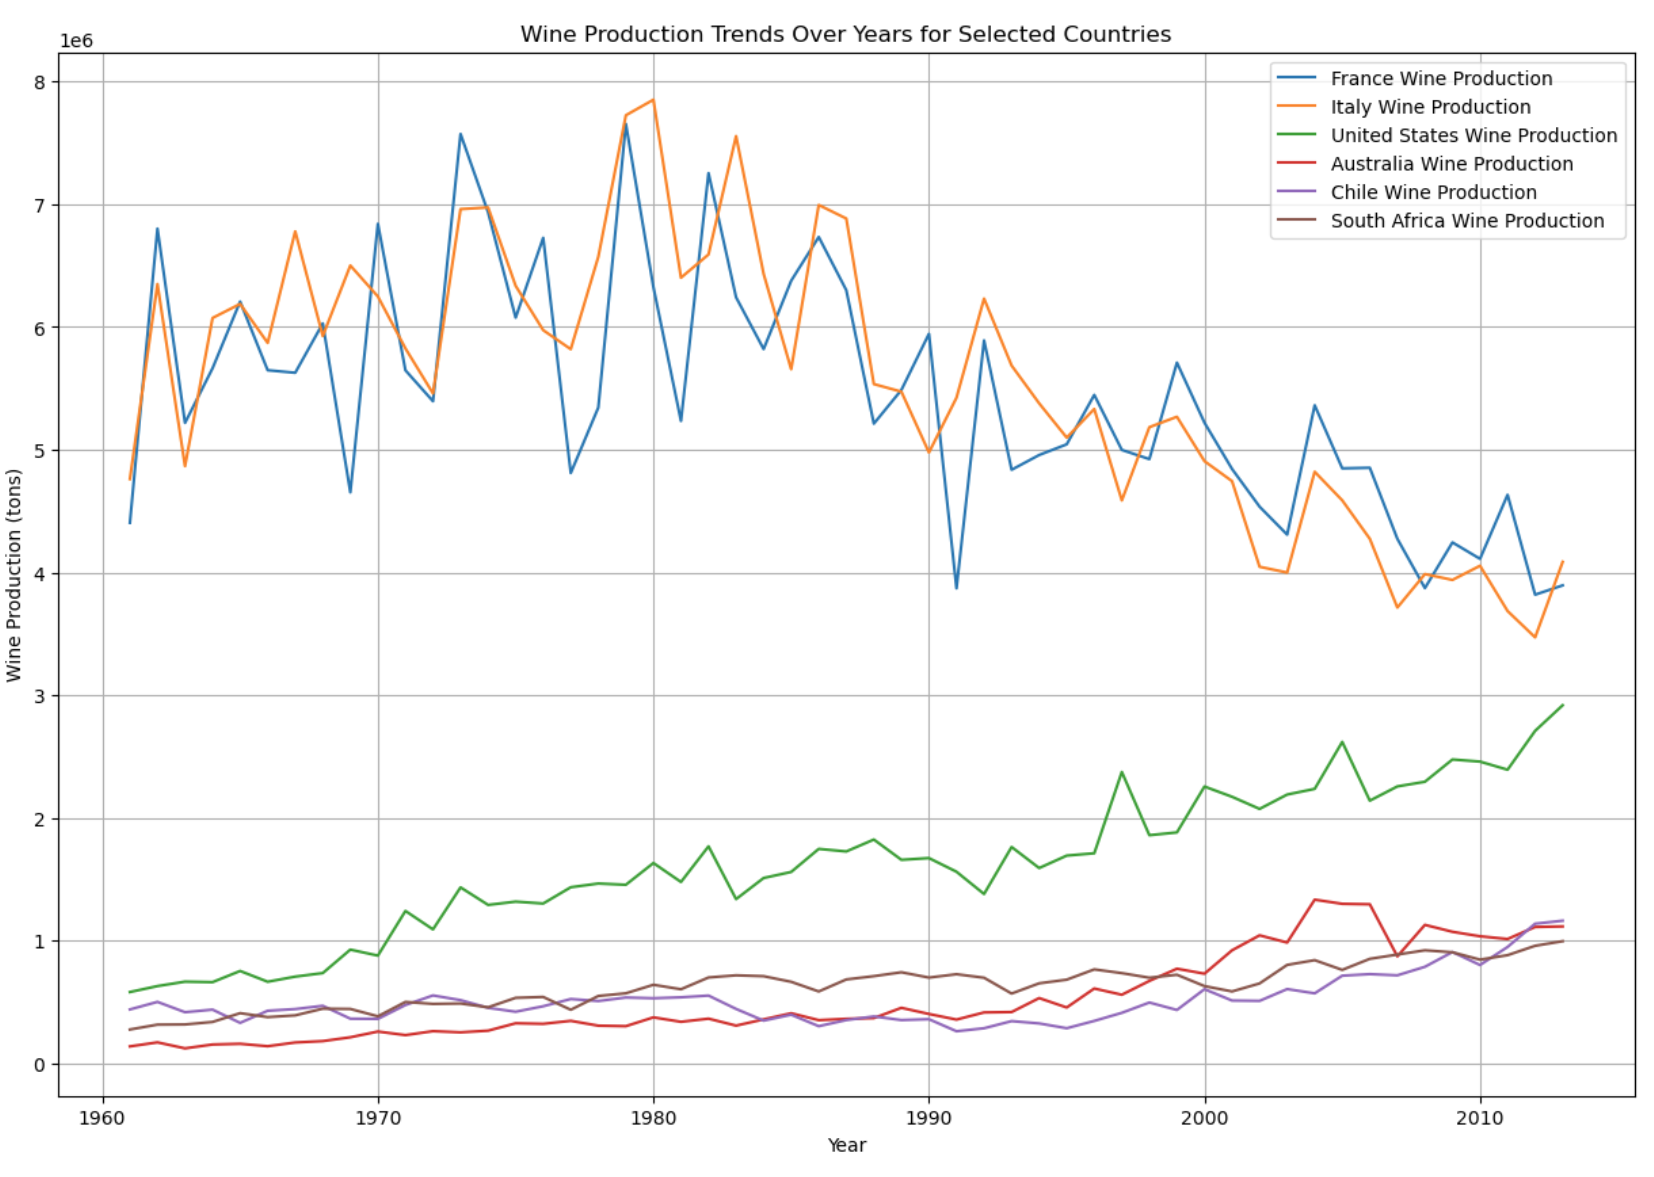 Wine Production Trends Over Years for Selected Countries
1e6
France Wine Production
Italy Wine Production
United States Wine Production
Australia Wine Production
Chile Wine Production
South Africa Wine Production
8
7
6
5
4
3
2
1
0
Wine Production (tons)
1960 1970 1980 1990 2000 2010
Year